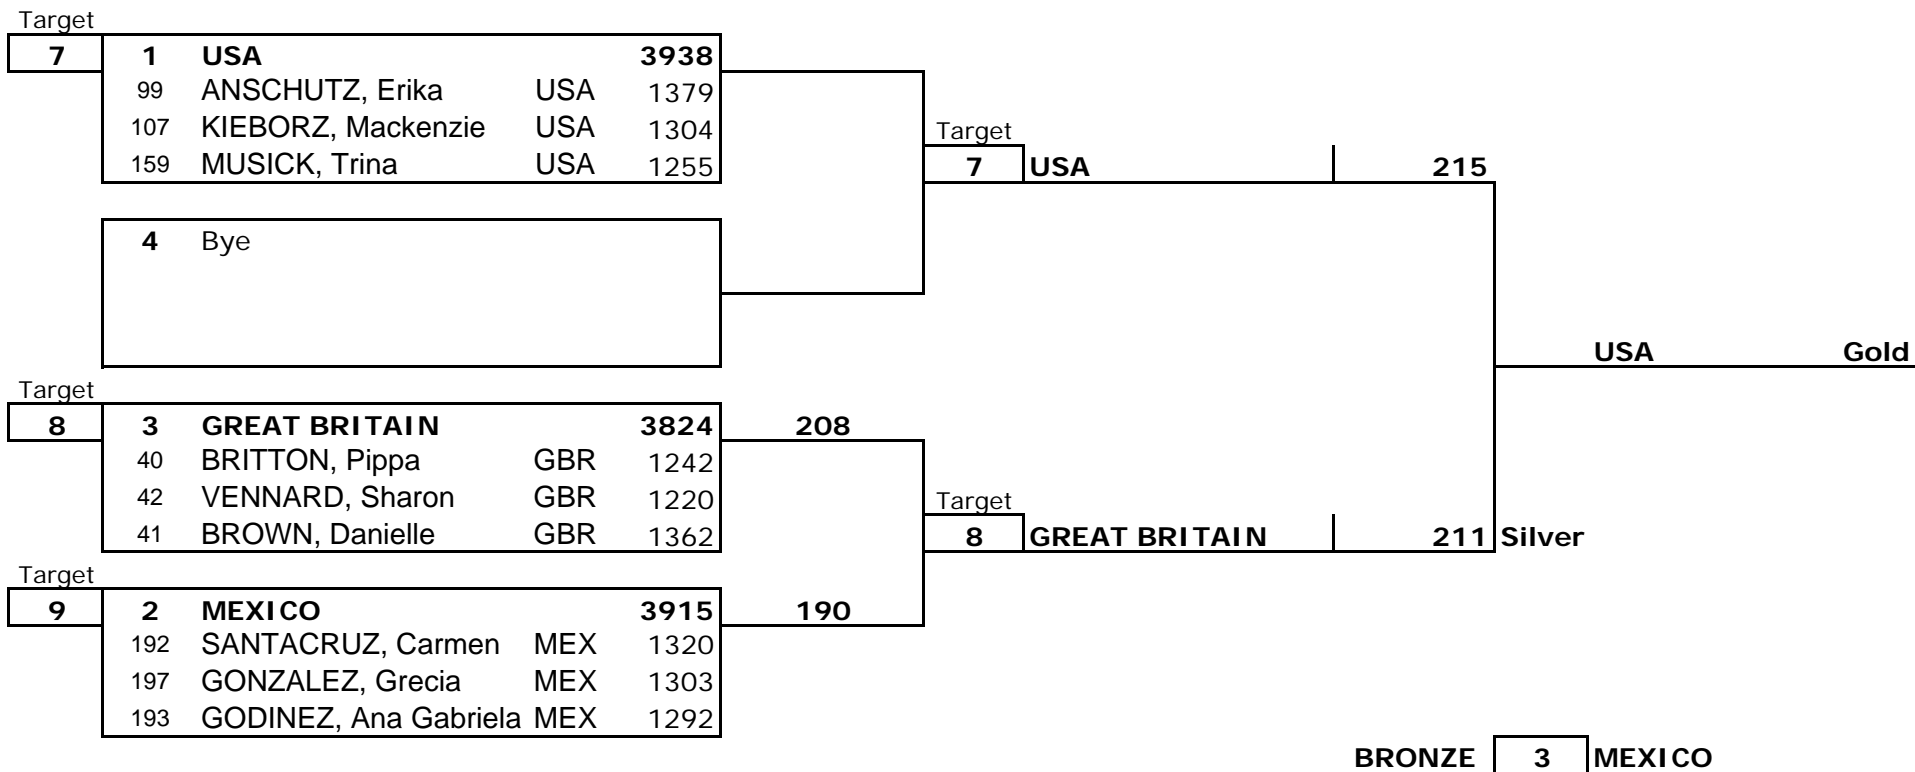 Target
7 1 USA 3938
99 ANSCHUTZ, Erika USA 1379
107 KIEBORZ, Mackenzie USA 1304
Target
159 MUSICK, Trina USA 1255
7 USA 215
4 Bye
USA Gold
Target
8 3 GREAT BRITAIN 3824 208
40 BRITTON, Pippa GBR 1242
42 VENNARD, Sharon GBR 1220
Target
41 BROWN, Danielle GBR 1362
8 GREAT BRITAIN 211 Silver
Target
9 2 MEXICO 3915 190
192 SANTACRUZ, Carmen MEX 1320
197 GONZALEZ, Grecia MEX 1303
193 GODINEZ, Ana Gabriela MEX 1292
BRONZE 3 MEXICO